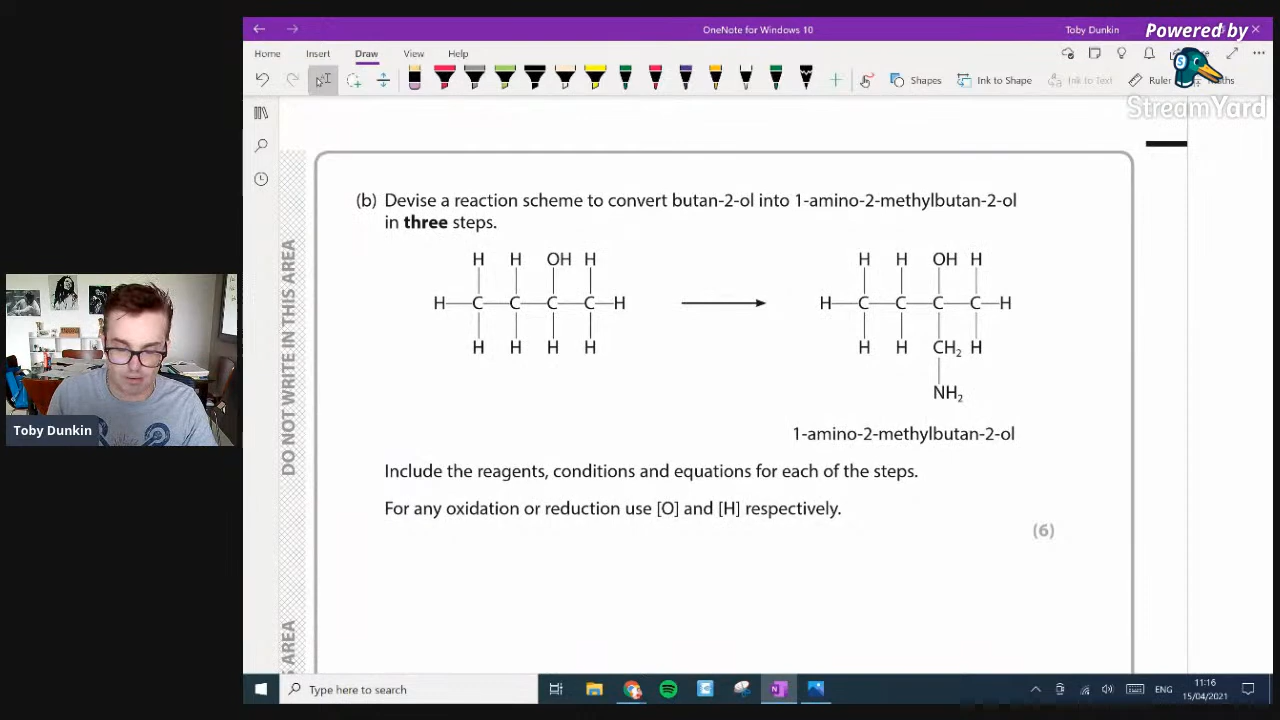 OneNote for Windows 10
Toby Dunkin
Powered by
StreamYard
Home Insert Draw View Help
Shapes Ink to Shape Ink to Text Ruler
DO NOT WRITE IN THIS AREA
(b) Devise a reaction scheme to convert butan-2-ol into 1-amino-2-methylbutan-2-ol
in three steps.
H H OH H H H OH H
H—C—C—C—C—H H—C—C—C—C—H
H H H H H H CH₂ H
NH₂
1-amino-2-methylbutan-2-ol
Include the reagents, conditions and equations for each of the steps.
For any oxidation or reduction use [O] and [H] respectively.
(6)
AREA
Toby Dunkin
Type here to search
ENG
11:16
15/04/2021